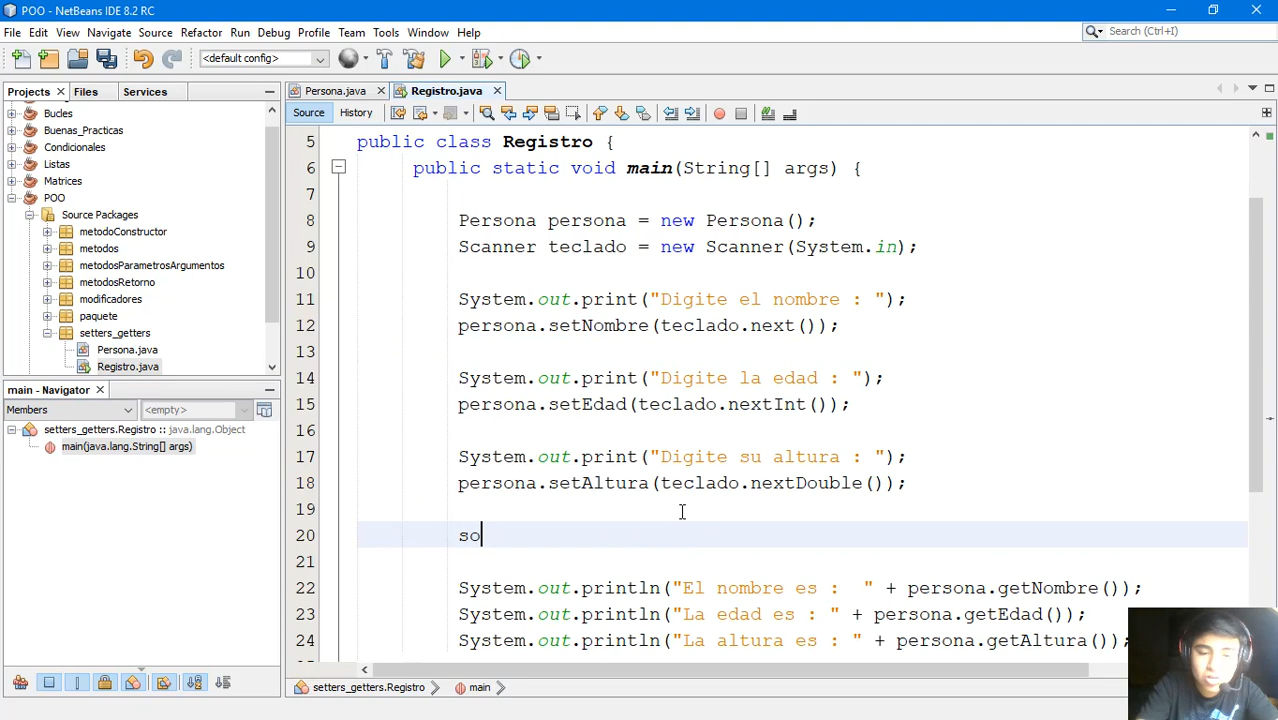 POO - NetBeans IDE 8.2 RC
File Edit View Navigate Source Refactor Run Debug Profile Team Tools Window Help
Search (Ctrl+I)
<default config>
Projects Files Services
Persona.java Registro.java
Source History
Bucles
Buenas_Practicas
Condicionales
Listas
Matrices
POO
Source Packages
metodoConstructor
metodos
metodosParametrosArgumentos
metodosRetorno
modificadores
paquete
setters_getters
Persona.java
Registro.java
main - Navigator
Members <empty>
setters_getters.Registro :: java.lang.Object
main(java.lang.String[] args)
5 public class Registro {
6 public static void main(String[] args) {
7
8 Persona persona = new Persona();
9 Scanner teclado = new Scanner(System.in);
10
11 System.out.print("Digite el nombre : ");
12 persona.setNombre(teclado.next());
13
14 System.out.print("Digite la edad : ");
15 persona.setEdad(teclado.nextInt());
16
17 System.out.print("Digite su altura : ");
18 persona.setAltura(teclado.nextDouble());
19
20 so
21
22 System.out.println("El nombre es :  " + persona.getNombre());
23 System.out.println("La edad es : " + persona.getEdad());
24 System.out.println("La altura es : " + persona.getAltura());
setters_getters.Registro main